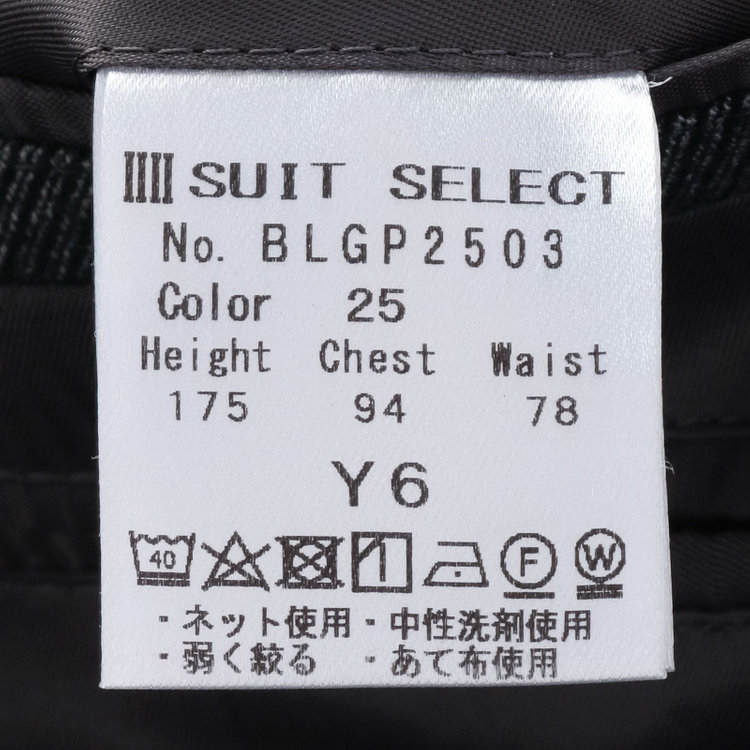 SUIT SELECT
No. BLGP2503
Color 25
Height Chest Waist
175 94 78
Y6
40 F W
・ネット使用・中性洗剤使用
・弱く絞る ・あて布使用